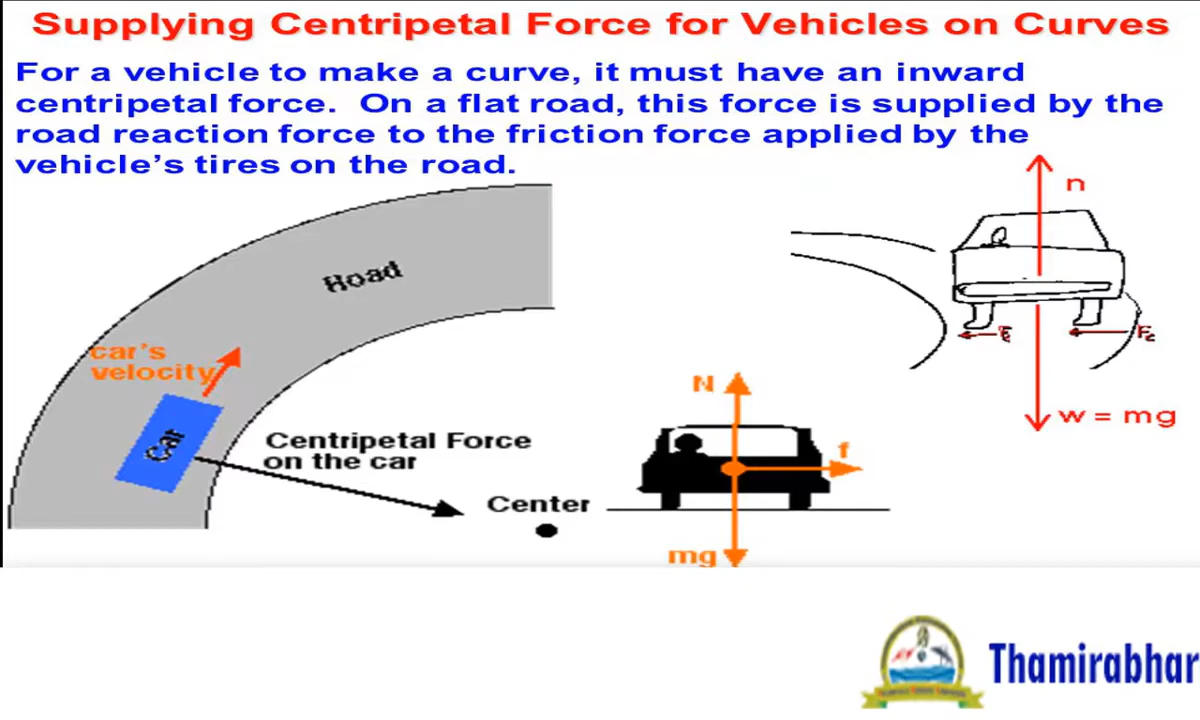 Supplying Centripetal Force for Vehicles on Curves
For a vehicle to make a curve, it must have an inward
centripetal force. On a flat road, this force is supplied by the
road reaction force to the friction force applied by the
vehicle's tires on the road.
n
Road
car's
velocity
Car
Centripetal Force
on the car
Center
N
f
mg
Fc
w = mg
Thamirabhar